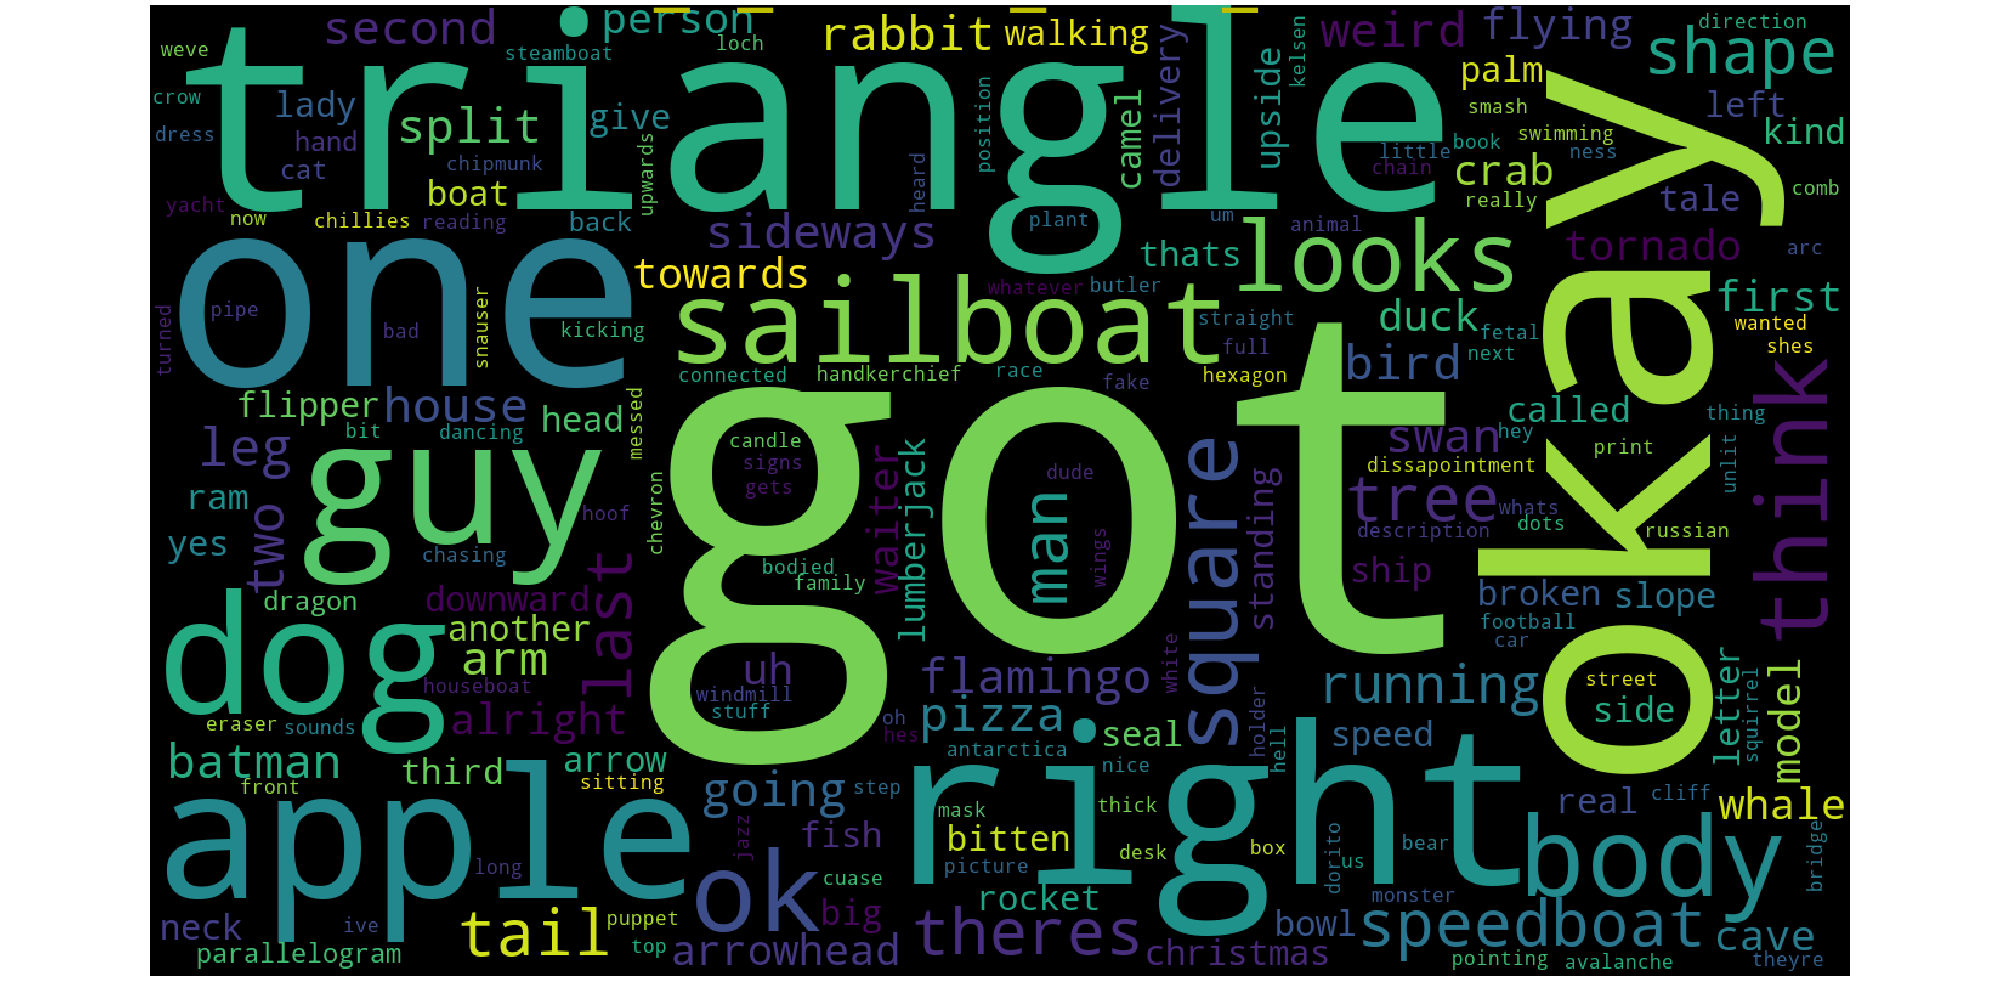 triangle
got
okay
one
right
apple
dog
guy
sailboat
looks
square
think
body
ok
shape
speedboat
theres
tail
last
man
tree
house
second
person
rabbit
walking
weird
flying
direction
weve
steamboat
loch
kelsen
crow
lady
split
give
position
camel
delivery
upside
palm
smash
left
kind
dress
hand
cat
chipmunk
upwards
heard
swimming
book
little
ness
chain
crab
really
tale
comb
yacht
now
chillies
boat
reading
back
sideways
plant
um
animal
thats
tornado
arc
pipe
bad
turned
snauser
kicking
towards
whatever
butler
straight
full
duck
fetal
next
first
wanted
shes
connected
handkerchief
race
fake
hexagon
bird
flipper
head
bit
dancing
messed
leg
called
thing
swan
hey
print
dissapointment
unlit
candle
signs
gets
dude
waiter
lumberjack
standing
ram
two
hoof
chevron
yes
chasing
whats
dots
russian
description
ship
bodied
family
wings
dragon
downward
another
arm
broken
slope
football
car
houseboat
uh
windmill
stuff
flamingo
white
running
street
side
letter
squirrel
model
eraser
sounds
alright
oh
hes
pizza
seal
holder
hell
speed
batman
front
third
arrow
sitting
antarctica
nice
going
step
real
cliff
whale
jazz
fish
mask
thick
bitten
desk
box
dorito
us
bear
bridge
long
cuase
picture
rocket
monster
neck
ive
puppet
top
big
bowl
cave
parallelogram
arrowhead
christmas
pointing
avalanche
theyre